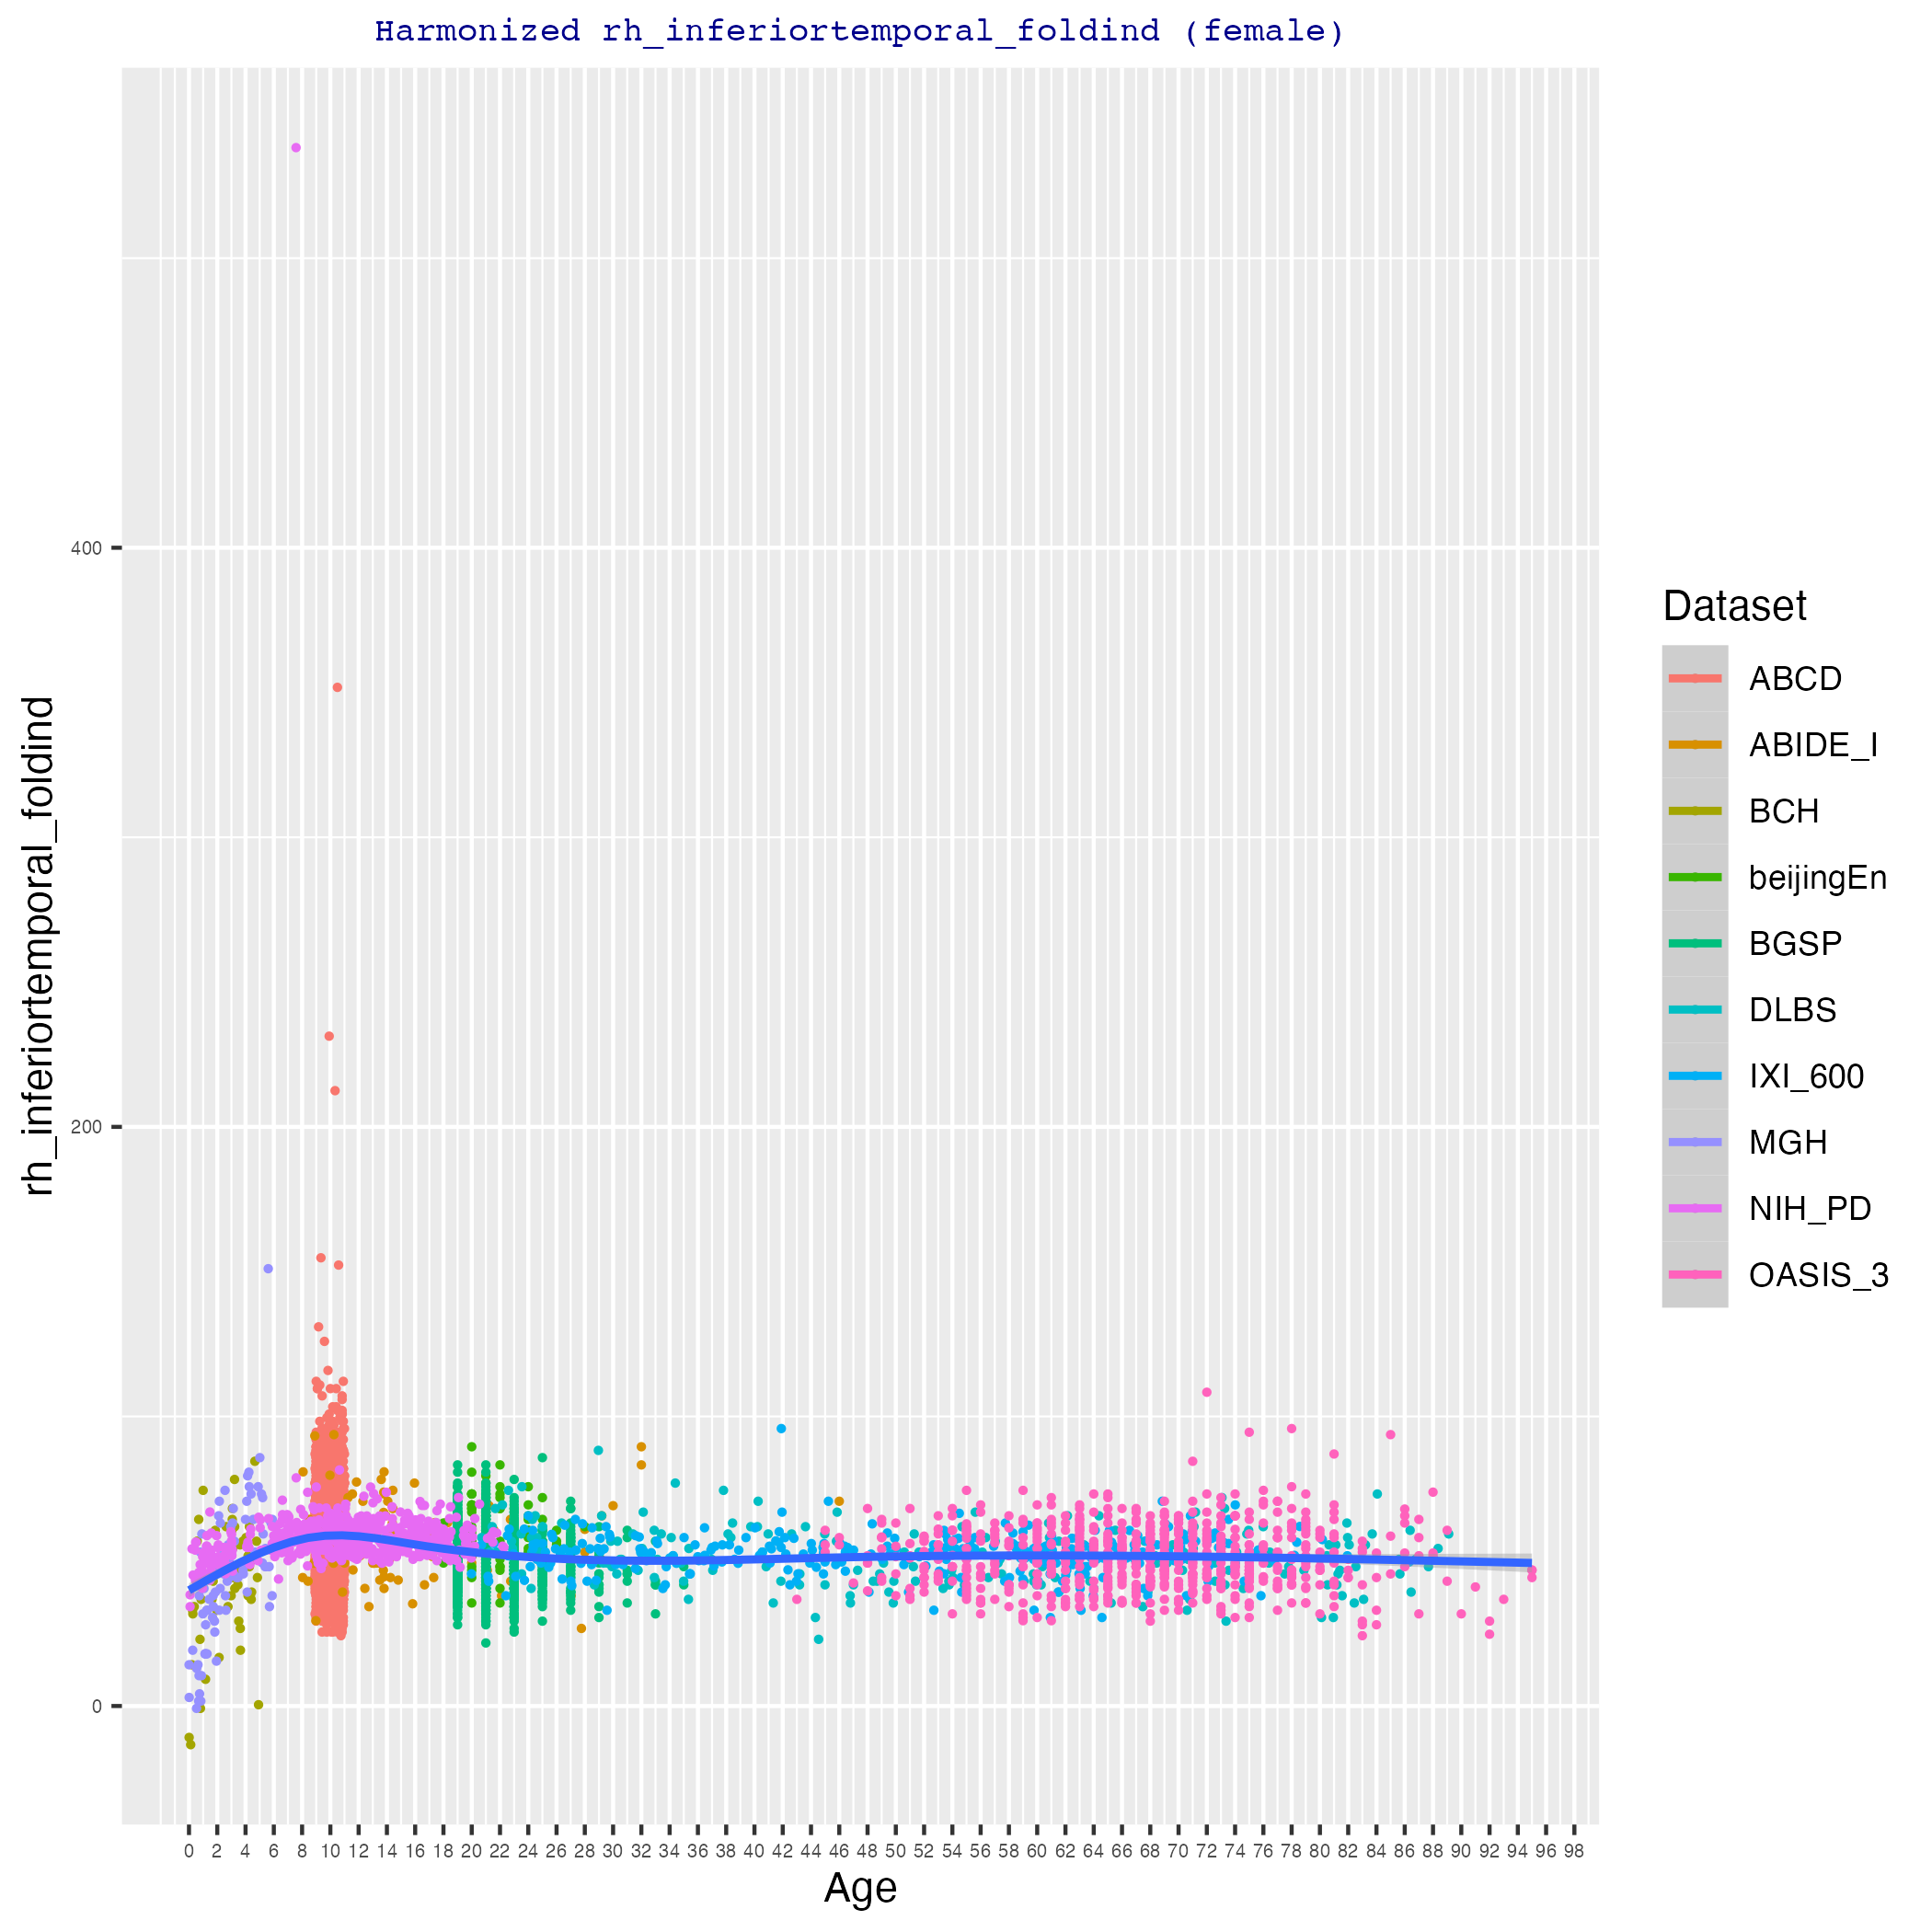 Harmonized rh_inferiortemporal_foldind (female)
rh_inferiortemporal_foldind
400
200
0
0 2 4 6 8 10 12 14 16 18 20 22 24 26 28 30 32 34 36 38 40 42 44 46 48 50 52 54 56 58 60 62 64 66 68 70 72 74 76 78 80 82 84 86 88 90 92 94 96 98
Age
Dataset
ABCD
ABIDE_I
BCH
beijingEn
BGSP
DLBS
IXI_600
MGH
NIH_PD
OASIS_3